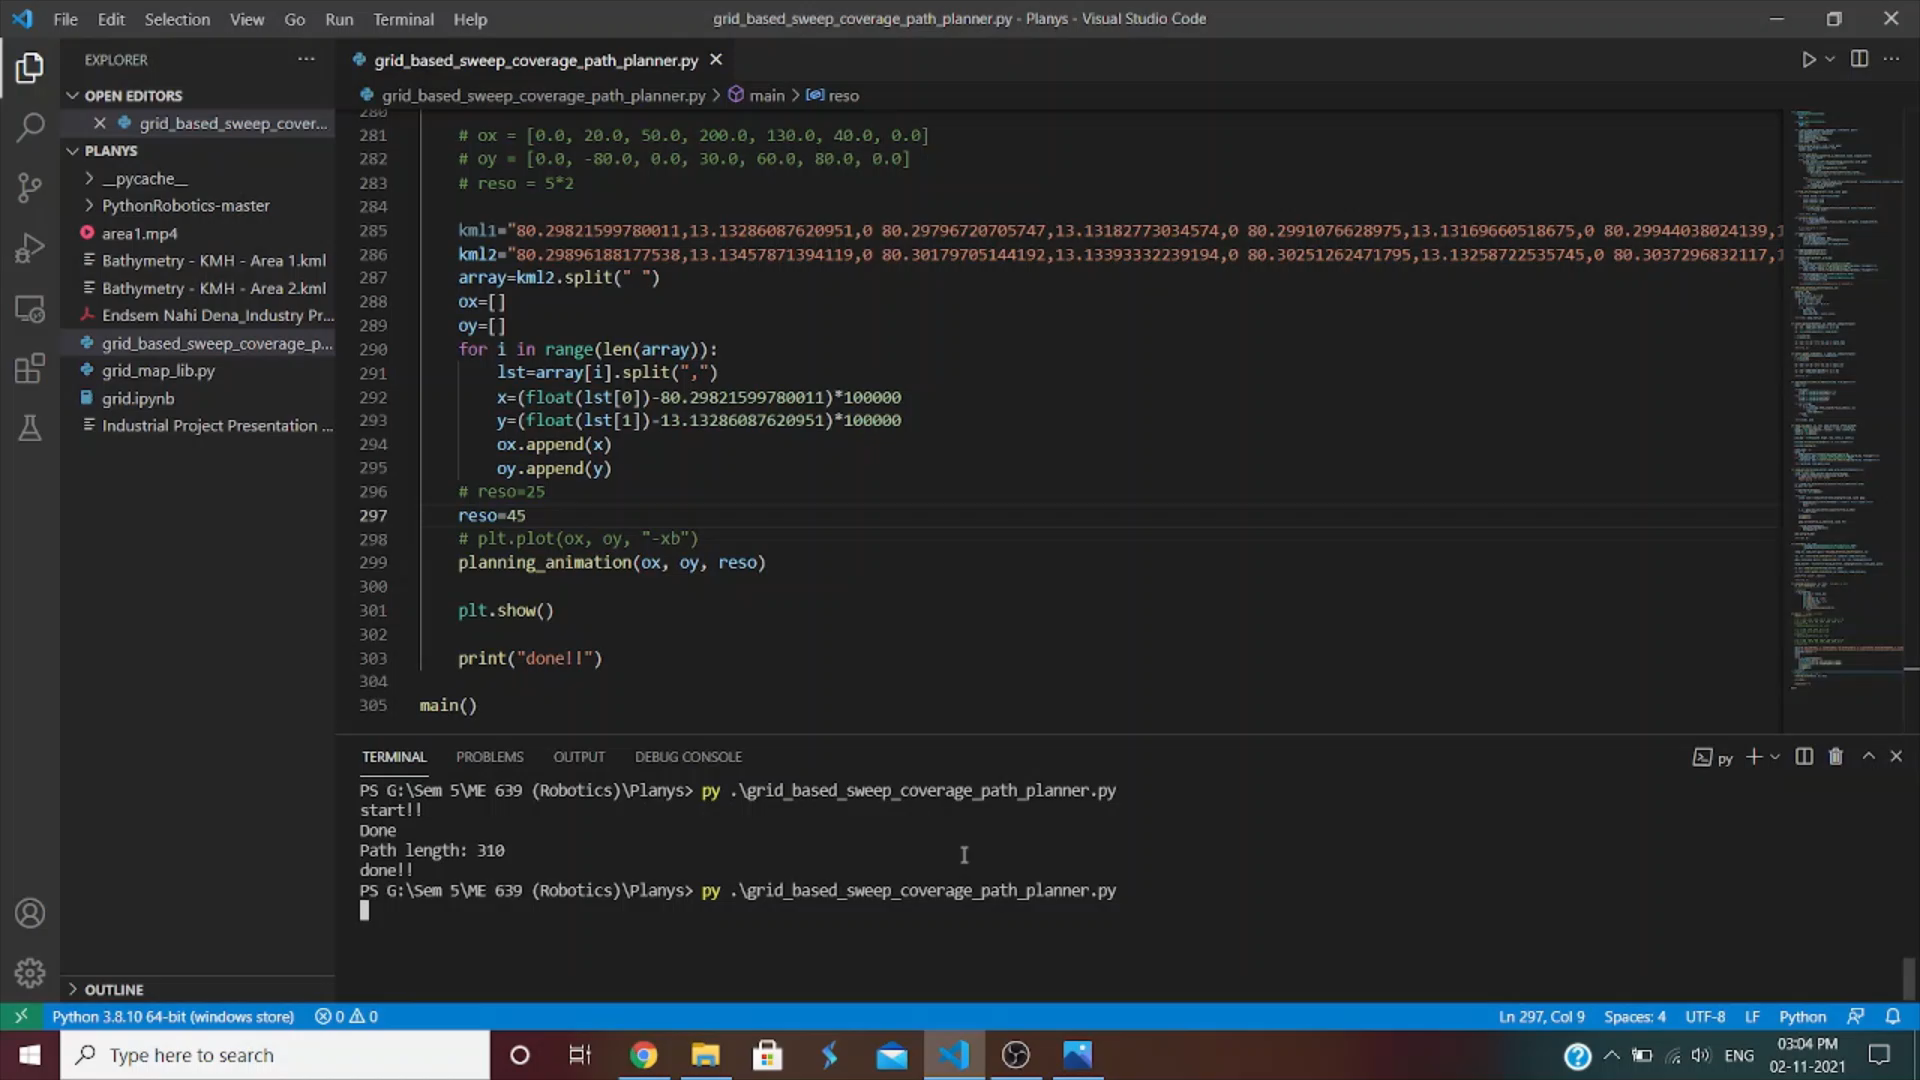 File Edit Selection View Go Run Terminal Help
grid_based_sweep_coverage_path_planner.py - Planys - Visual Studio Code
EXPLORER
OPEN EDITORS
grid_based_sweep_cover...
PLANYS
__pycache__
PythonRobotics-master
area1.mp4
Bathymetry - KMH - Area 1.kml
Bathymetry - KMH - Area 2.kml
Endsem Nahi Dena_Industry Pr...
grid_based_sweep_coverage_p...
grid_map_lib.py
grid.ipynb
Industrial Project Presentation ...
OUTLINE
grid_based_sweep_coverage_path_planner.py
grid_based_sweep_coverage_path_planner.py > main > reso
280
281 # ox = [0.0, 20.0, 50.0, 200.0, 130.0, 40.0, 0.0]
282 # oy = [0.0, -80.0, 0.0, 30.0, 60.0, 80.0, 0.0]
283 # reso = 5*2
284
285 kml1="80.29821599780011,13.13286087620951,0 80.29796720705747,13.13182773034574,0 80.2991076628975,13.13169660518675,0 80.29944038024139,1
286 kml2="80.29896188177538,13.13457871394119,0 80.30179705144192,13.13393332239194,0 80.30251262471795,13.13258722535745,0 80.3037296832117,1
287 array=kml2.split(" ")
288 ox=[]
289 oy=[]
290 for i in range(len(array)):
291 lst=array[i].split(",")
292 x=(float(lst[0])-80.29821599780011)*100000
293 y=(float(lst[1])-13.13286087620951)*100000
294 ox.append(x)
295 oy.append(y)
296 # reso=25
297 reso=45
298 # plt.plot(ox, oy, "-xb")
299 planning_animation(ox, oy, reso)
300
301 plt.show()
302
303 print("done!!")
304
305 main()
TERMINAL PROBLEMS OUTPUT DEBUG CONSOLE
py
PS G:\Sem 5\ME 639 (Robotics)\Planys> py .\grid_based_sweep_coverage_path_planner.py
start!!
Done
Path length: 310
done!!
PS G:\Sem 5\ME 639 (Robotics)\Planys> py .\grid_based_sweep_coverage_path_planner.py
Python 3.8.10 64-bit (windows store) 0 0
Ln 297, Col 9 Spaces: 4 UTF-8 LF Python
Type here to search
ENG
03:04 PM
02-11-2021